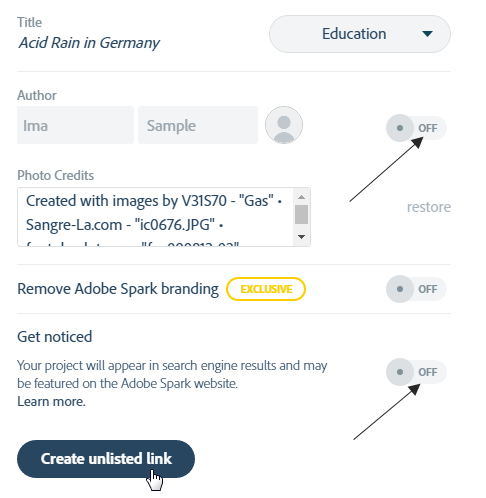 Title
Acid Rain in Germany
Education
Author
Ima
Sample
OFF
Photo Credits
Created with images by V31S70 - "Gas" •
Sangre-La.com - "ic0676.JPG" •
restore
Remove Adobe Spark branding
EXCLUSIVE
OFF
Get noticed
Your project will appear in search engine results and may
OFF
be featured on the Adobe Spark website.
Learn more.
Create unlisted link